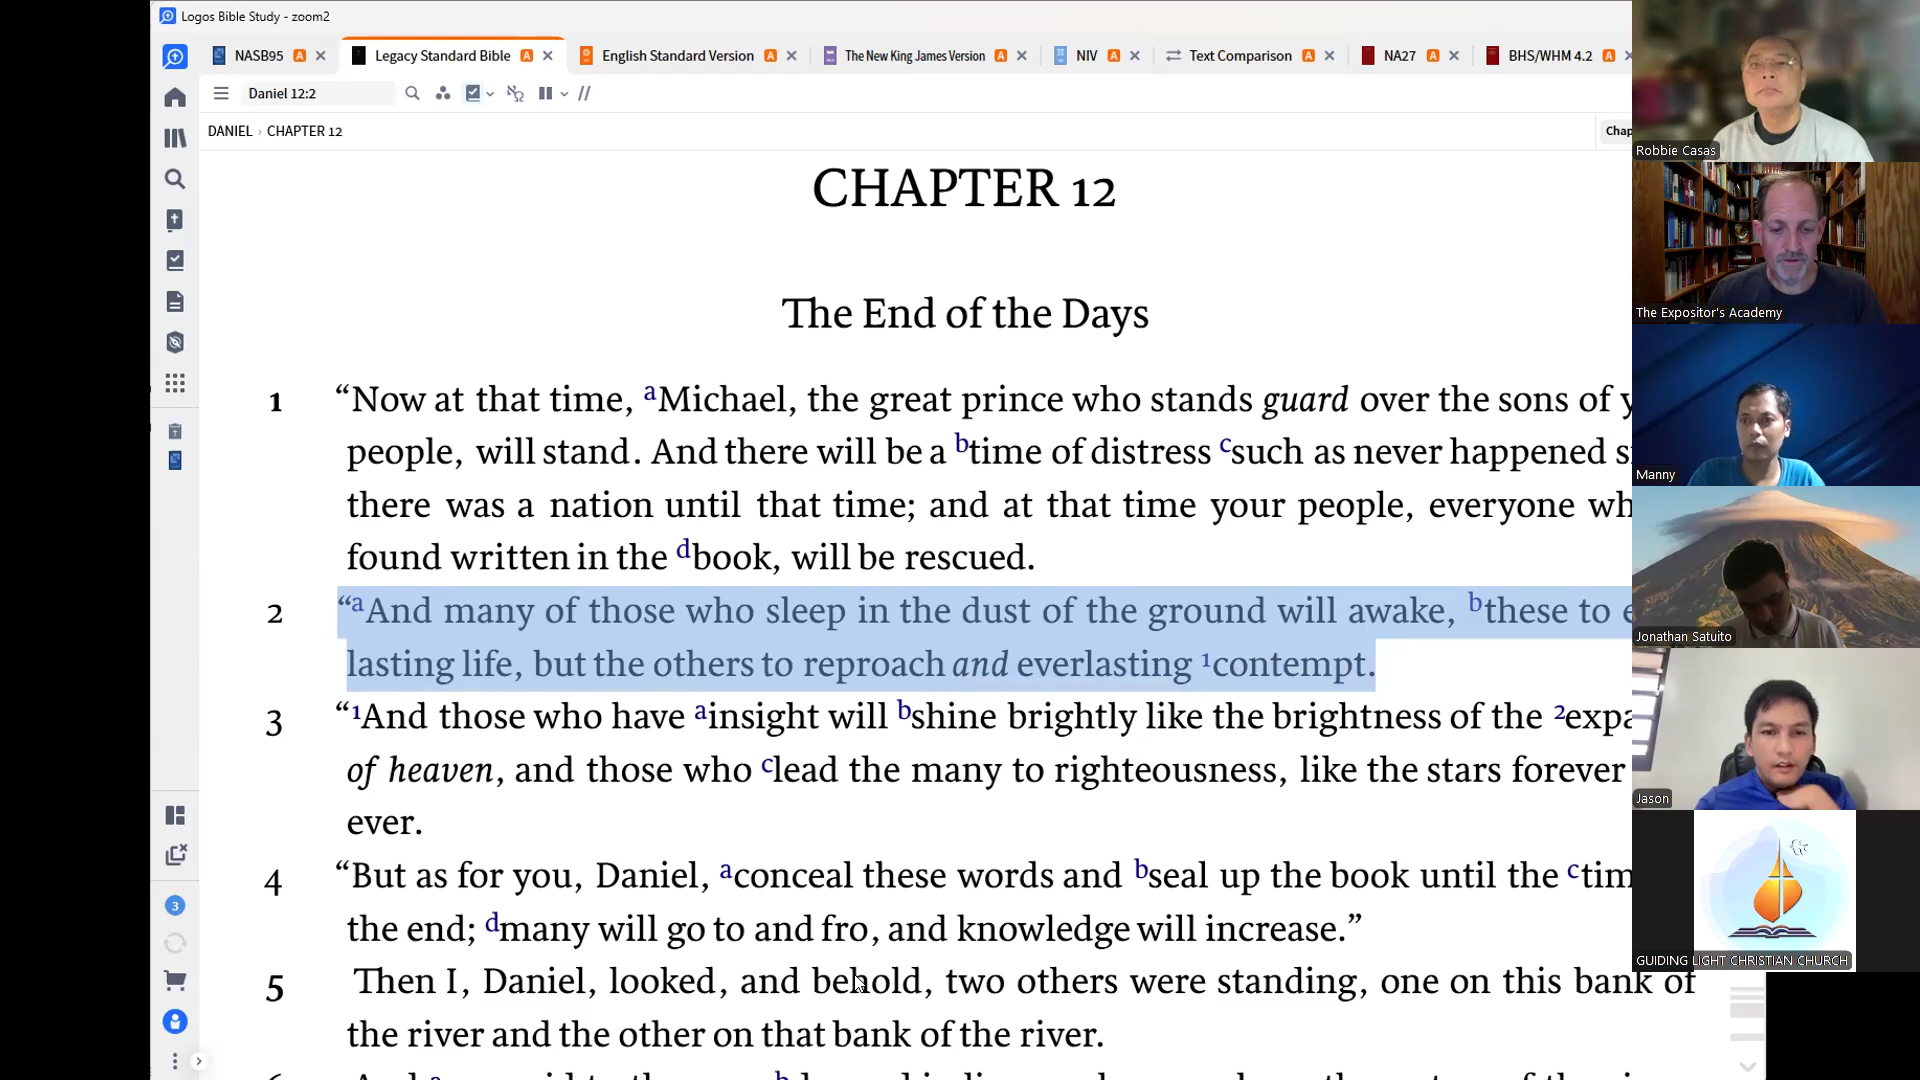 Logos Bible Study - zoom2
NASB95 A
Legacy Standard Bible A
English Standard Version A
The New King James Version A
NIV A
Text Comparison A
NA27 A
BHS/WHM 4.2 A
Daniel 12:2
DANIEL › CHAPTER 12
Chap
CHAPTER 12
The End of the Days
1 “Now at that time, aMichael, the great prince who stands guard over the sons of y
people, will stand. And there will be a btime of distress csuch as never happened si
there was a nation until that time; and at that time your people, everyone wh
found written in the dbook, will be rescued.
2 “aAnd many of those who sleep in the dust of the ground will awake, bthese to e
lasting life, but the others to reproach and everlasting 1contempt.
3 “1And those who have ainsight will bshine brightly like the brightness of the 2expa
of heaven, and those who clead the many to righteousness, like the stars forever
ever.
4 “But as for you, Daniel, aconceal these words and bseal up the book until the ctim
the end; dmany will go to and fro, and knowledge will increase.”
5 Then I, Daniel, looked, and behold, two others were standing, one on this bank of
the river and the other on that bank of the river.
3
Robbie Casas
The Expositor's Academy
Manny
Jonathan Satuito
Jason
GUIDING LIGHT CHRISTIAN CHURCH